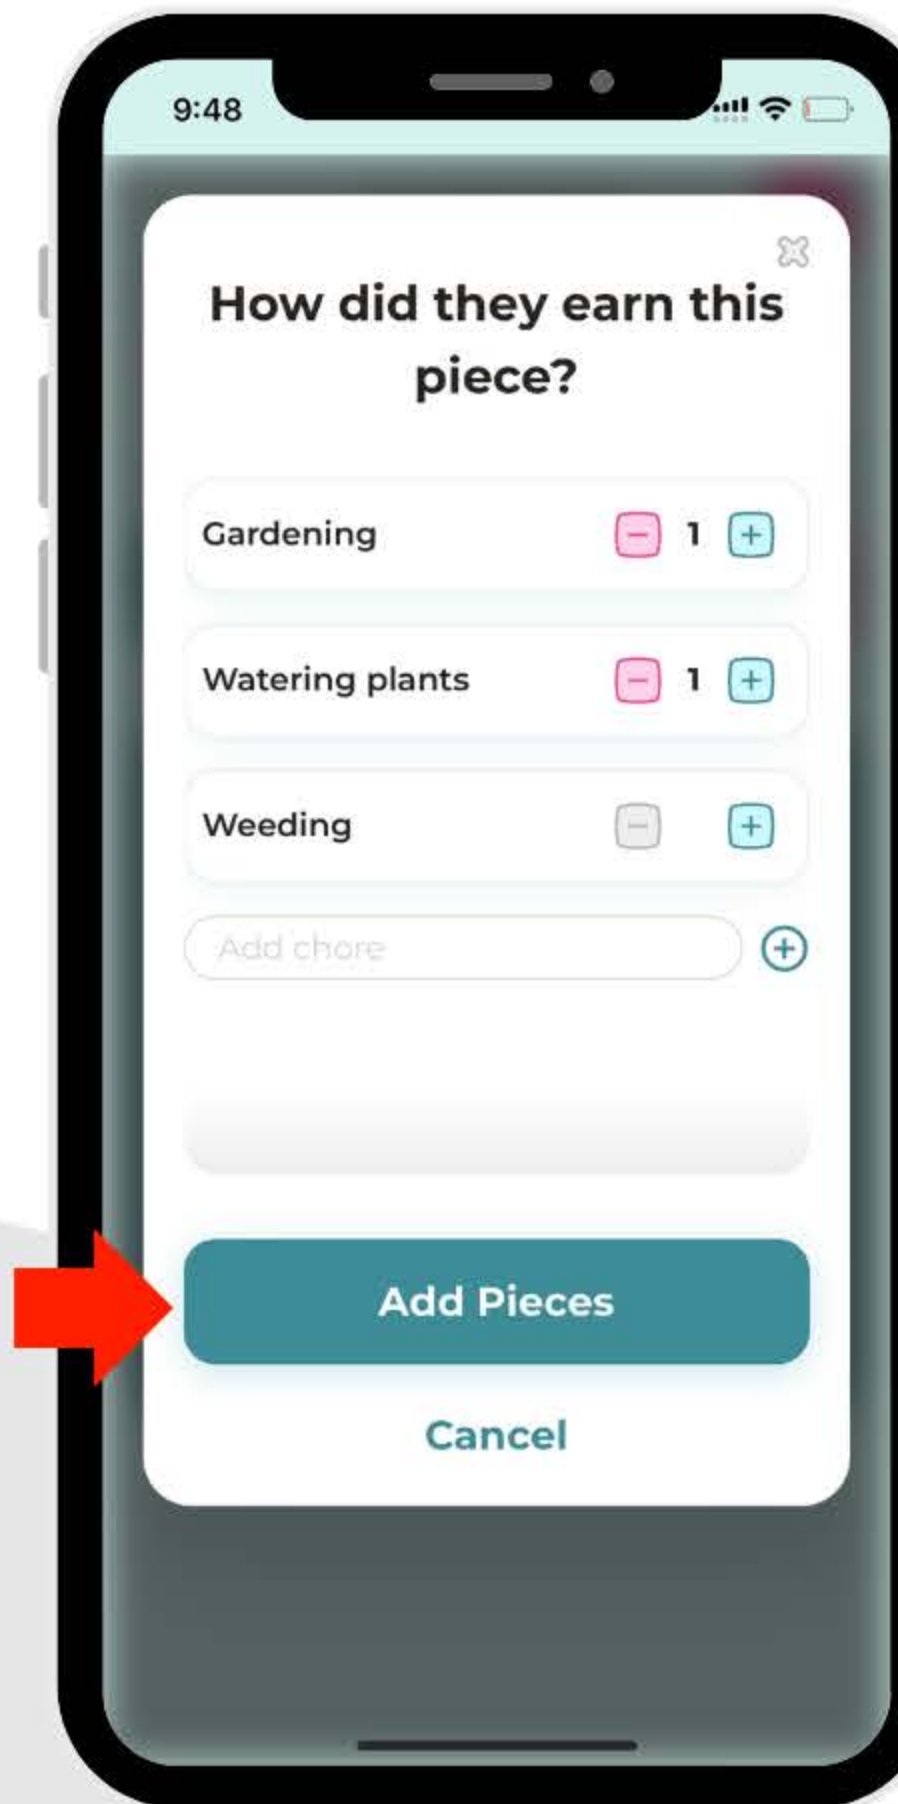 9:48
How did they earn this
piece?
Gardening 1
Watering plants 1
Weeding
Add chore
Add Pieces
Cancel